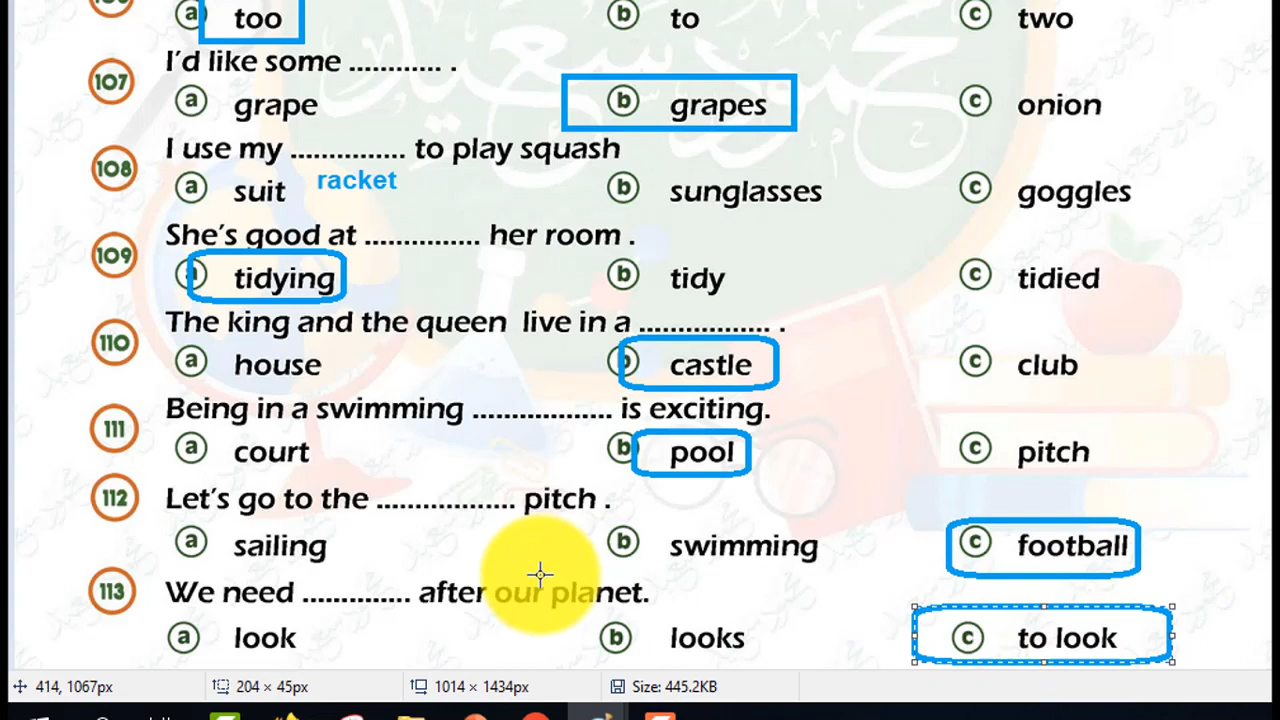 a too b to c two
107 I'd like some ............ .
a grape b grapes c onion
108 I use my ............... to play squash
a suit racket b sunglasses c goggles
109 She's good at ............... her room .
a tidying b tidy c tidied
110 The king and the queen live in a ................. .
a house b castle c club
111 Being in a swimming .................. is exciting.
a court b pool c pitch
112 Let's go to the .................. pitch .
a sailing b swimming c football
113 We need .............. after our planet.
a look b looks c to look
414, 1067px 204 × 45px 1014 × 1434px Size: 445.2KB